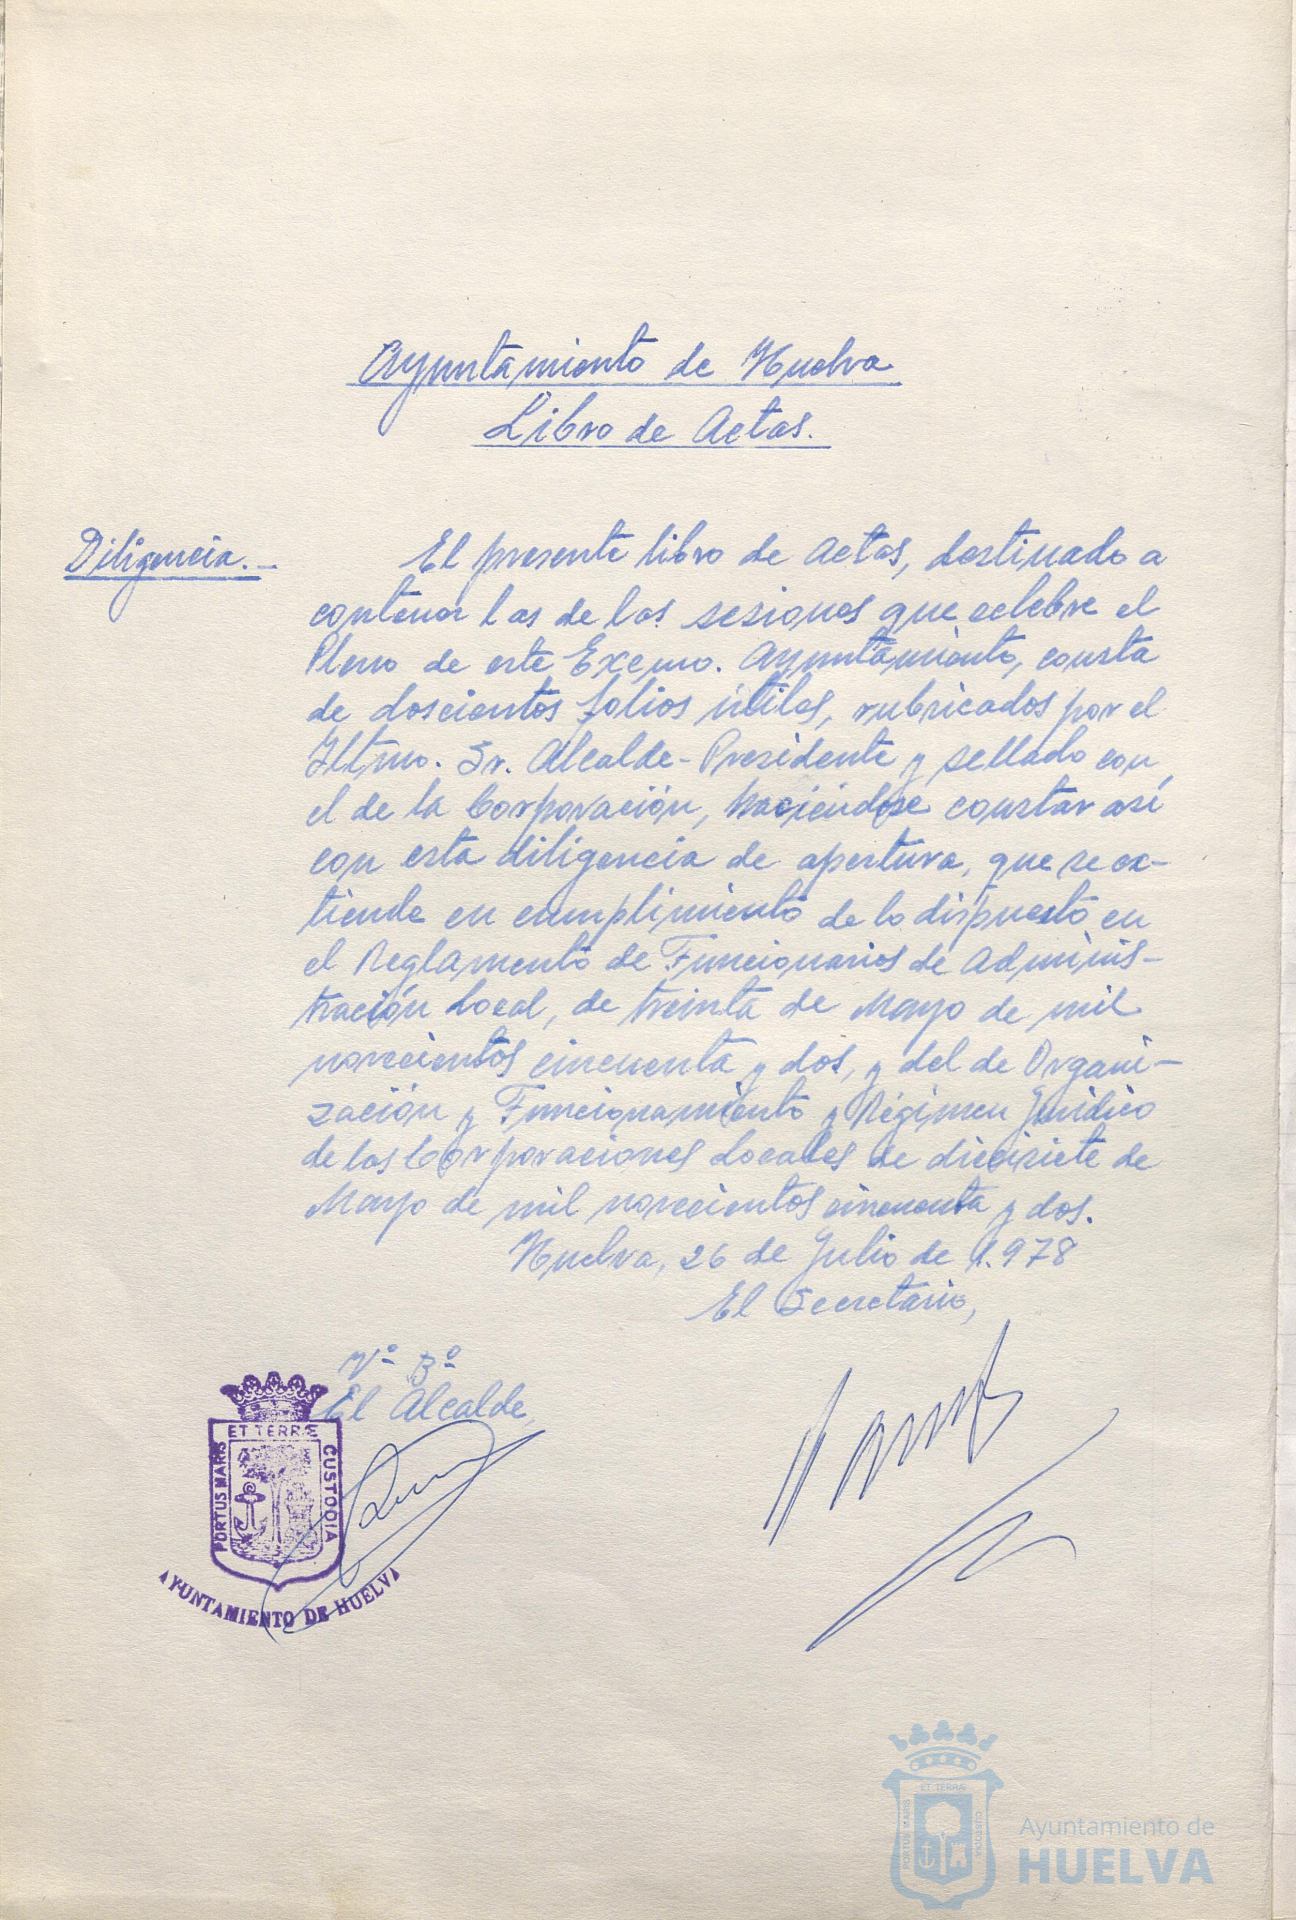 Ayuntamiento de Huelva
Libro de Actas.
Diligencia.-
El presente libro de Actas, destinado a
contener las de las sesiones que celebre el
Pleno de este Excmo. Ayuntamiento, consta
de doscientos folios útiles, rubricados por el
Iltmo. Sr. Alcalde-Presidente y sellado con
el de la Corporación, haciéndose constar así
con esta diligencia de apertura, que se ex-
tiende en cumplimiento de lo dispuesto en
el Reglamento de Funcionarios de Adminis-
tración Local, de treinta de Mayo de mil
novecientos cincuenta y dos, y del de Organi-
zación y Funcionamiento y Régimen Jurídico
de las Corporaciones Locales de diecisiete de
Mayo de mil novecientos cincuenta y dos.
Huelva, 26 de Julio de 1.978
El Secretario,
Vº Bº
El Alcalde,
PORTUS MARIS
ET TERRÆ
CUSTODIA
AYUNTAMIENTO DE HUELVA
PORTUS MARIS
ET TERRÆ
CUSTODIA
Ayuntamiento de
HUELVA